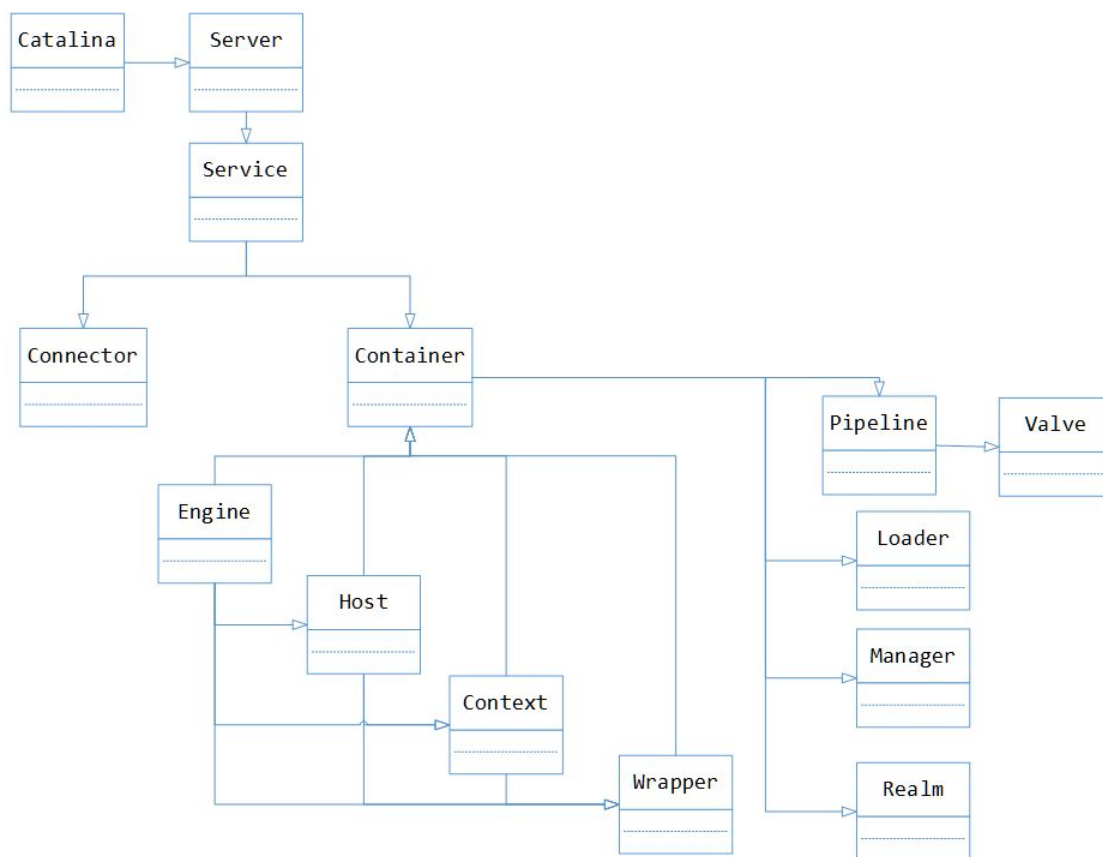 Catalina
Server
Service
Connector
Container
Pipeline
Valve
Engine
Loader
Host
Manager
Context
Wrapper
Realm